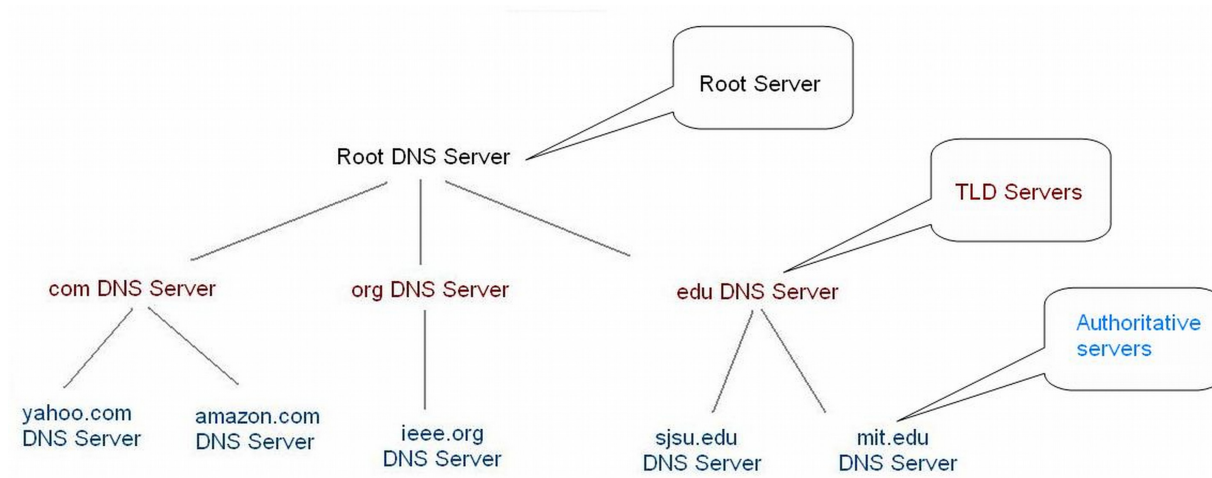 Root Server
Root DNS Server
TLD Servers
com DNS Server
org DNS Server
edu DNS Server
Authoritative
servers
yahoo.com
DNS Server
amazon.com
DNS Server
ieee.org
DNS Server
sjsu.edu
DNS Server
mit.edu
DNS Server